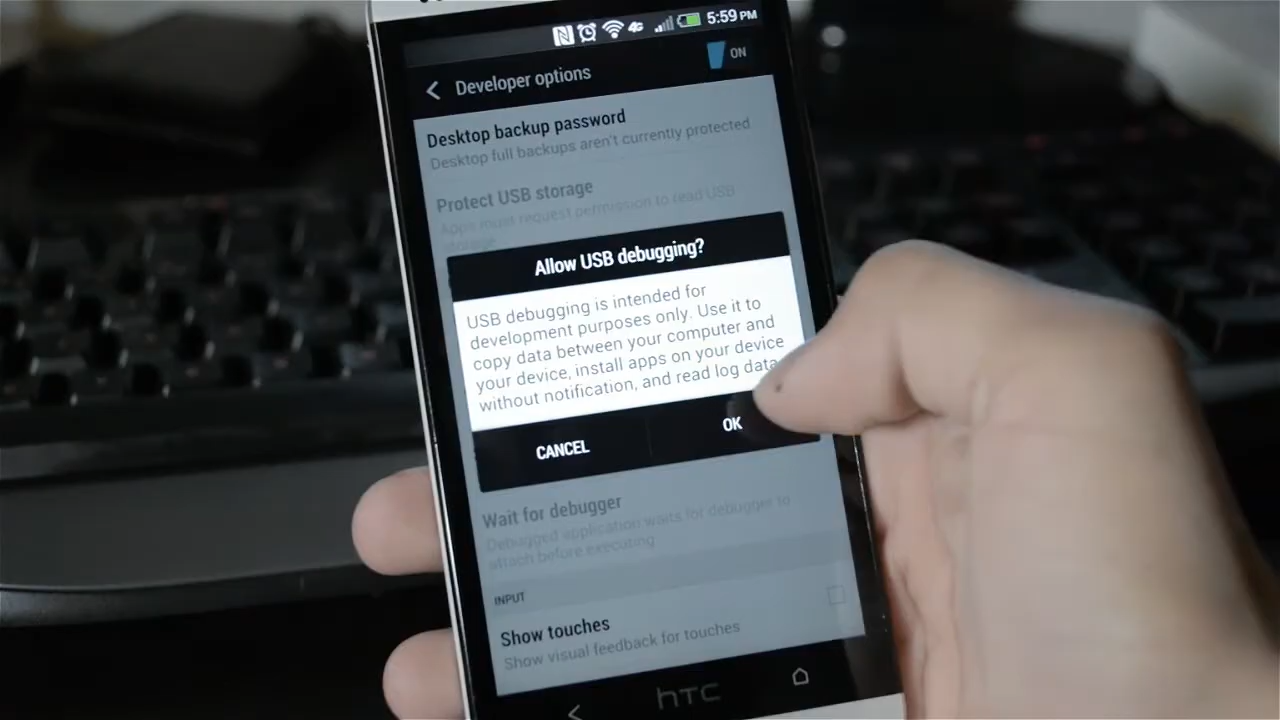 4G 5:59 PM
Developer options ON
Desktop backup password
Desktop full backups aren't currently protected
Protect USB storage
Apps must request permission to read USB
storage
Allow USB debugging?
USB debugging is intended for
development purposes only. Use it to
copy data between your computer and
your device, install apps on your device
without notification, and read log data.
CANCEL OK
Wait for debugger
Debugged application waits for debugger to
attach before executing
INPUT
Show touches
Show visual feedback for touches
hTC